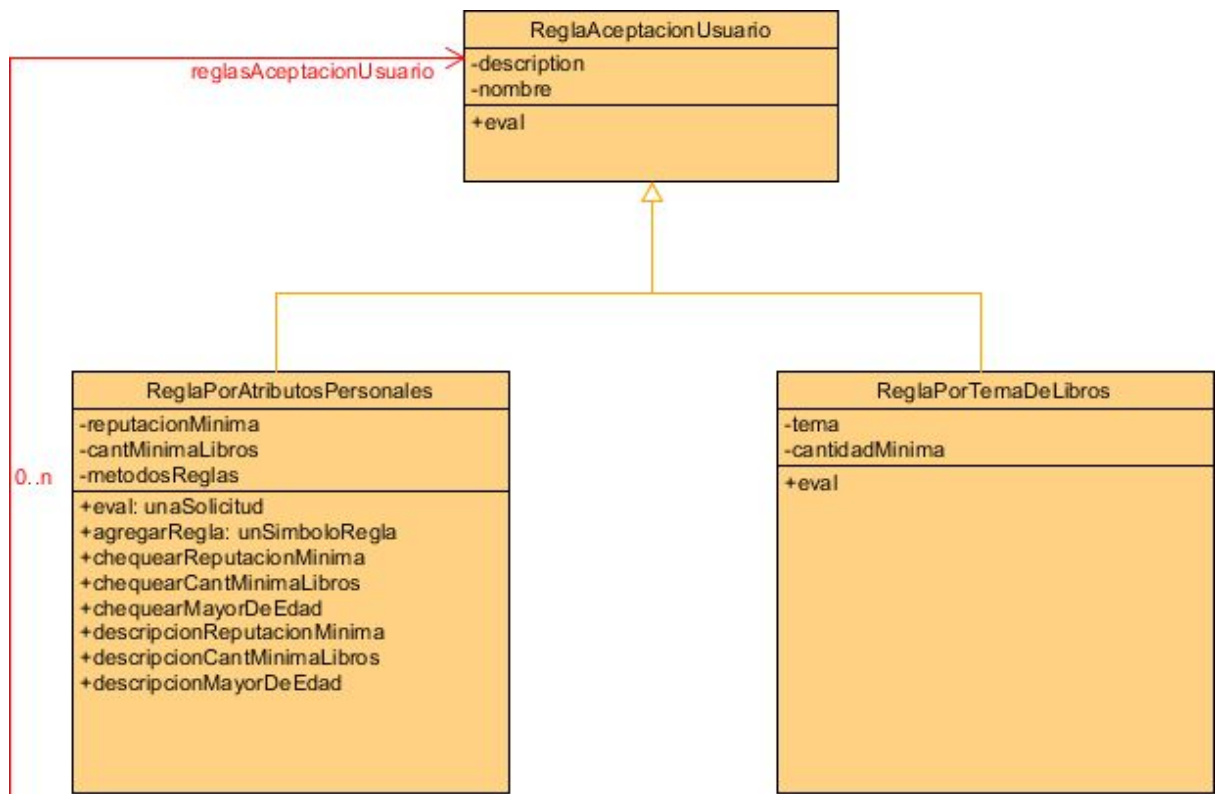 ReglaAceptacionUsuario
-description
-nombre
+eval
reglasAceptacionUsuario
0..n
ReglaPorAtributosPersonales
-reputacionMinima
-cantMinimaLibros
-metodosReglas
+eval: unaSolicitud
+agregarRegla: unSimboloRegla
+chequearReputacionMinima
+chequearCantMinimaLibros
+chequearMayorDeEdad
+descripcionReputacionMinima
+descripcionCantMinimaLibros
+descripcionMayorDeEdad
ReglaPorTemaDeLibros
-tema
-cantidadMinima
+eval